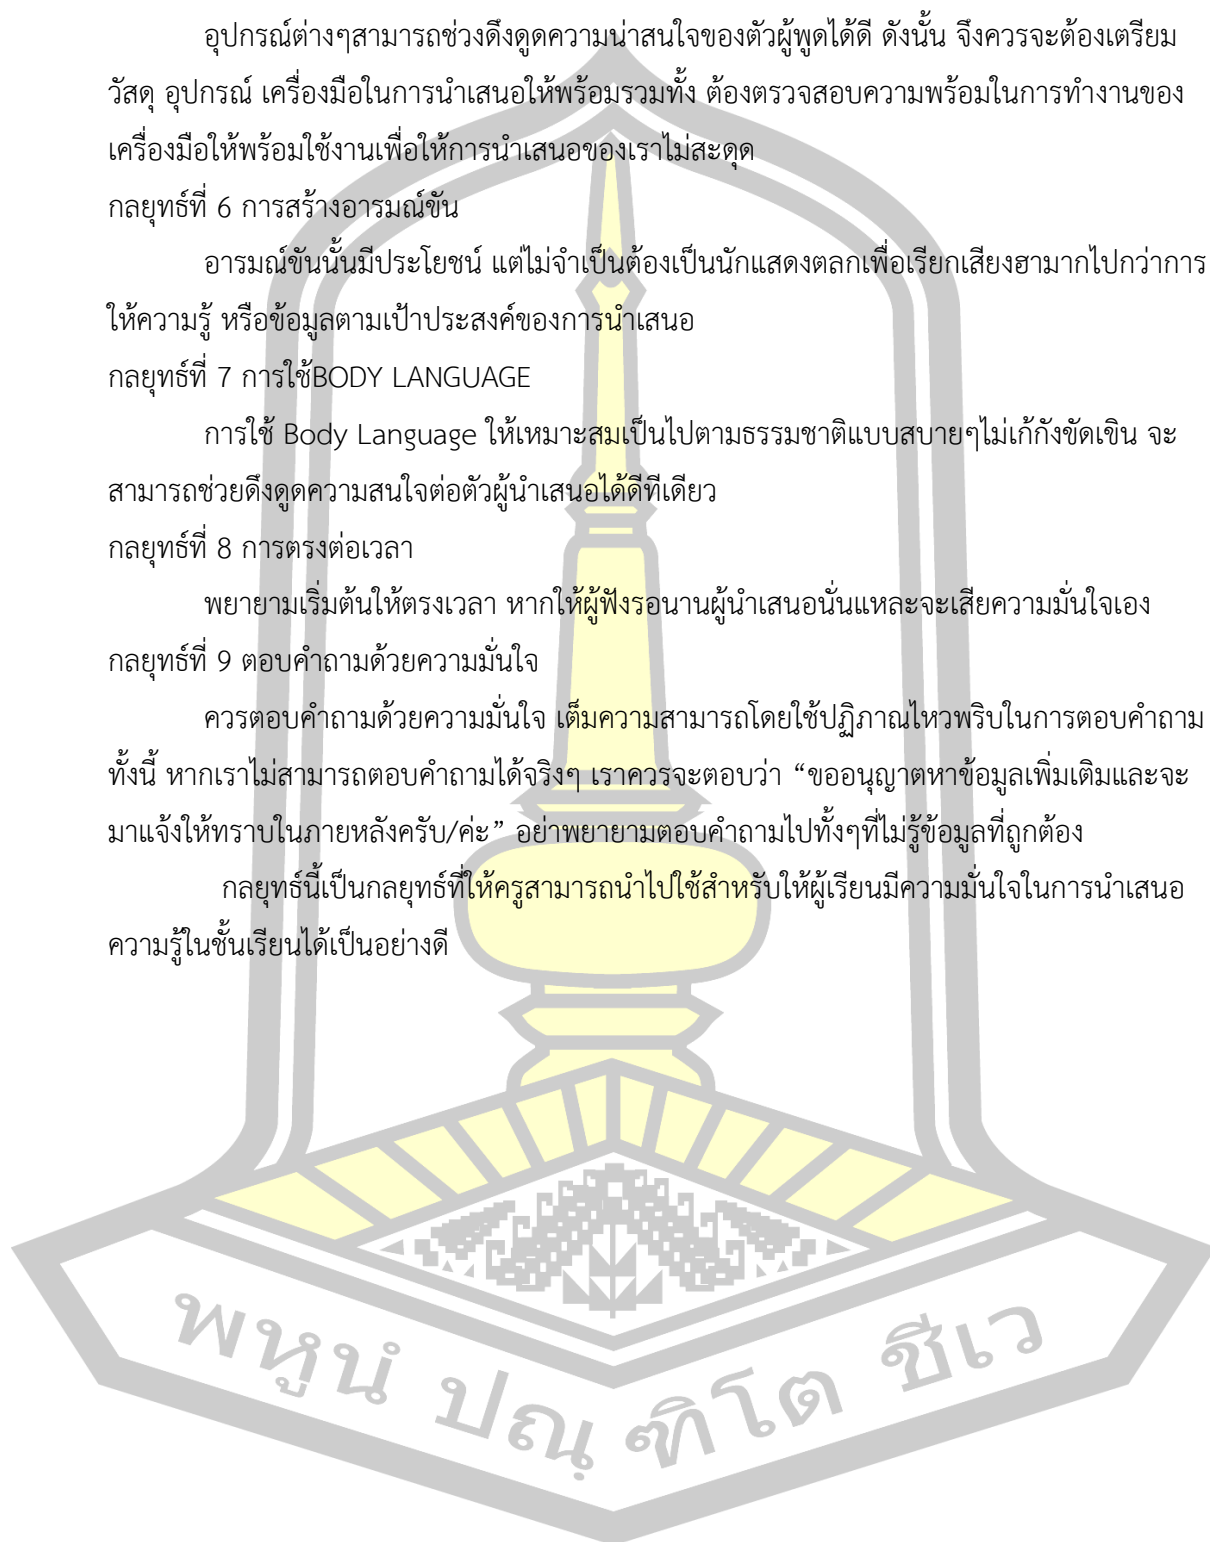 อุปกรณ์ต่างๆสามารถช่วงดึงดูดความน่าสนใจของตัวผู้พูดได้ดี ดังนั้น จึงควรจะต้องเตรียม
วัสดุ อุปกรณ์ เครื่องมือในการนำเสนอให้พร้อมรวมทั้ง ต้องตรวจสอบความพร้อมในการทำงานของ
เครื่องมือให้พร้อมใช้งานเพื่อให้การนำเสนอของเราไม่สะดุด
กลยุทธ์ที่ 6 การสร้างอารมณ์ขัน
อารมณ์ขันนั้นมีประโยชน์ แต่ไม่จำเป็นต้องเป็นนักแสดงตลกเพื่อเรียกเสียงฮามากไปกว่าการ
ให้ความรู้ หรือข้อมูลตามเป้าประสงค์ของการนำเสนอ
กลยุทธ์ที่ 7 การใช้BODY LANGUAGE
การใช้ Body Language ให้เหมาะสมเป็นไปตามธรรมชาติแบบสบายๆไม่เก้กังขัดเขิน จะ
สามารถช่วยดึงดูดความสนใจต่อตัวผู้นำเสนอได้ดีทีเดียว
กลยุทธ์ที่ 8 การตรงต่อเวลา
พยายามเริ่มต้นให้ตรงเวลา หากให้ผู้ฟังรอนานผู้นำเสนอนั่นแหละจะเสียความมั่นใจเอง
กลยุทธ์ที่ 9 ตอบคำถามด้วยความมั่นใจ
ควรตอบคำถามด้วยความมั่นใจ เต็มความสามารถโดยใช้ปฏิภาณไหวพริบในการตอบคำถาม
ทั้งนี้ หากเราไม่สามารถตอบคำถามได้จริงๆ เราควรจะตอบว่า “ขออนุญาตหาข้อมูลเพิ่มเติมและจะ
มาแจ้งให้ทราบในภายหลังครับ/ค่ะ” อย่าพยายามตอบคำถามไปทั้งๆที่ไม่รู้ข้อมูลที่ถูกต้อง
กลยุทธ์นี้เป็นกลยุทธ์ที่ให้ครูสามารถนำไปใช้สำหรับให้ผู้เรียนมีความมั่นใจในการนำเสนอ
ความรู้ในชั้นเรียนได้เป็นอย่างดี
พหูนํ ปณฺ ฑิโต ชีเว